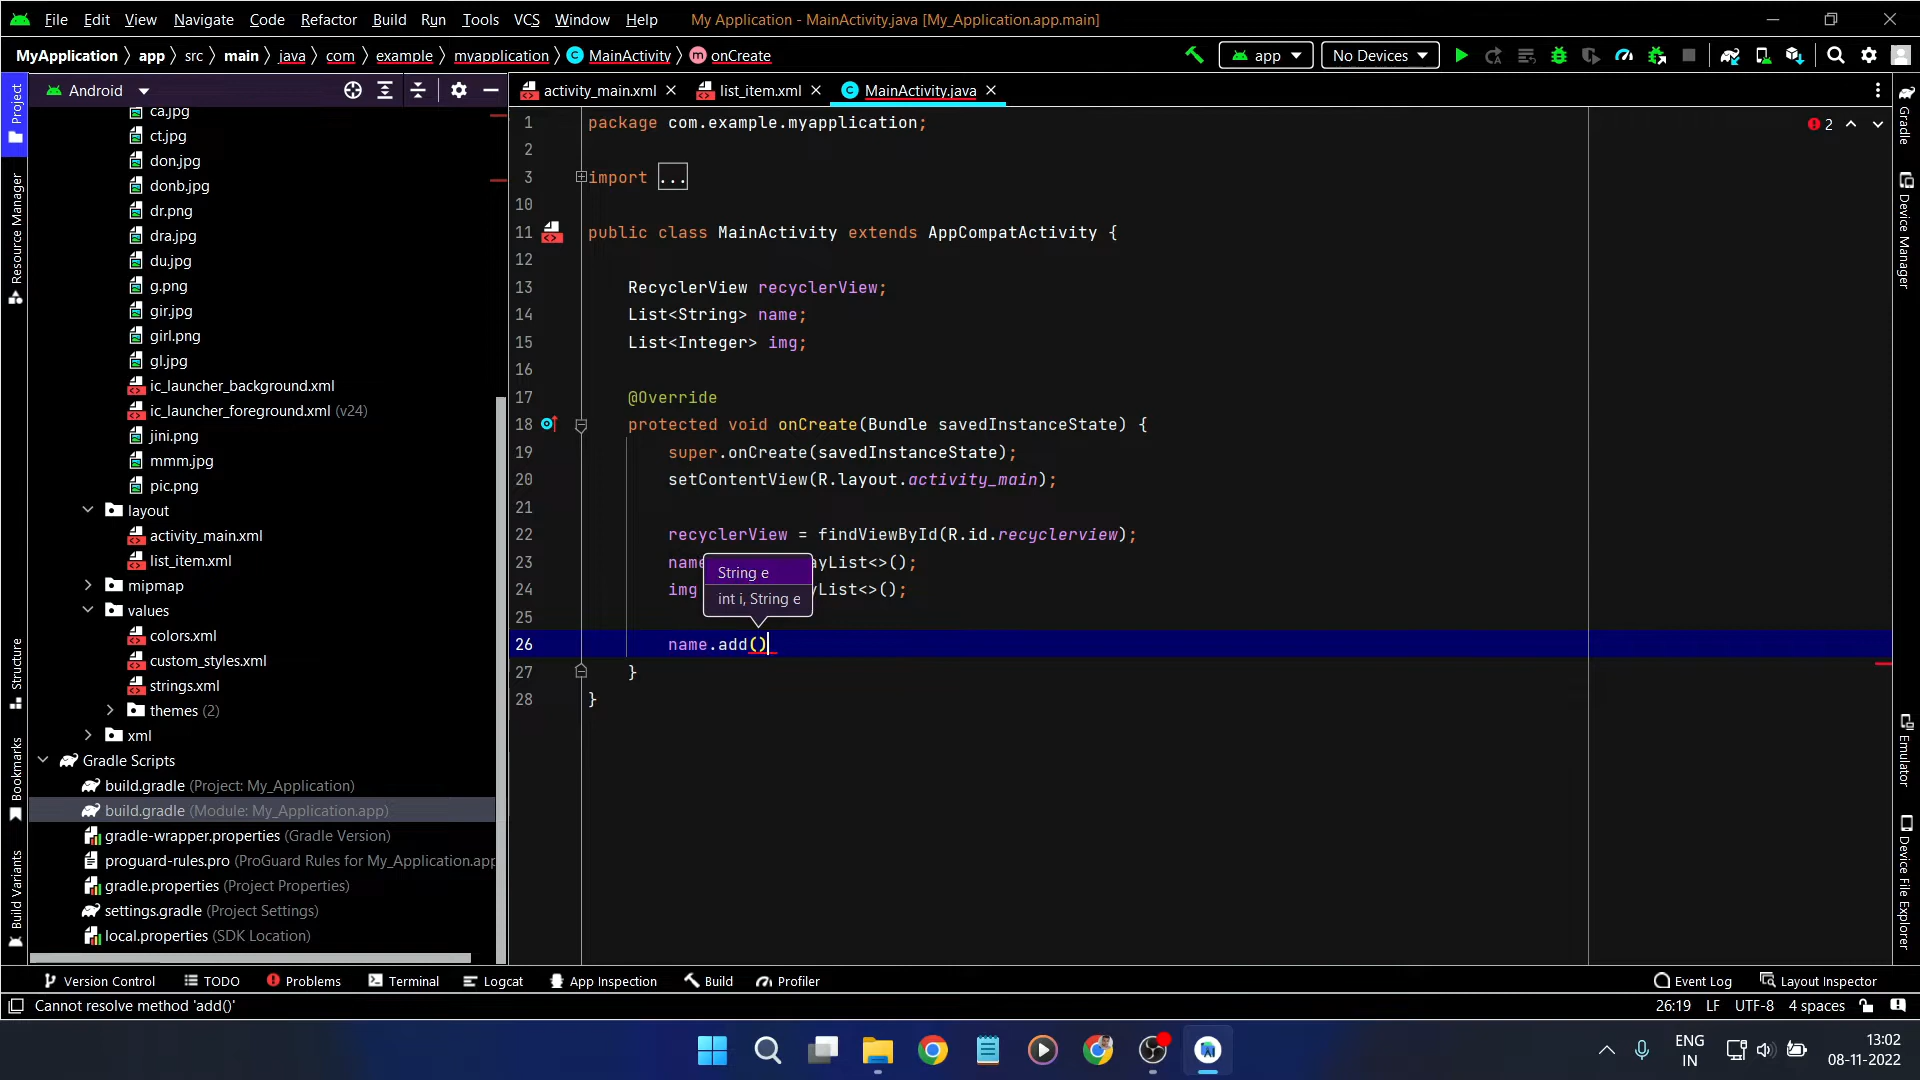 File Edit View Navigate Code Refactor Build Run Tools VCS Window Help My Application - MainActivity.java [My_Application.app.main]
MyApplication app src main java com example myapplication MainActivity onCreate app No Devices
Project
Resource Manager
Structure
Bookmarks
Build Variants
Android
ca.jpg
ct.jpg
don.jpg
donb.jpg
dr.png
dra.jpg
du.jpg
g.png
gir.jpg
girl.png
gl.jpg
ic_launcher_background.xml
ic_launcher_foreground.xml (v24)
jini.png
mmm.jpg
pic.png
layout
activity_main.xml
list_item.xml
mipmap
values
colors.xml
custom_styles.xml
strings.xml
themes (2)
xml
Gradle Scripts
build.gradle (Project: My_Application)
build.gradle (Module: My_Application.app)
gradle-wrapper.properties (Gradle Version)
proguard-rules.pro (ProGuard Rules for My_Application.app
gradle.properties (Project Properties)
settings.gradle (Project Settings)
local.properties (SDK Location)
activity_main.xml list_item.xml MainActivity.java
2
1 package com.example.myapplication;
2
3 import ...
10
11 public class MainActivity extends AppCompatActivity {
12
13 RecyclerView recyclerView;
14 List<String> name;
15 List<Integer> img;
16
17 @Override
18 protected void onCreate(Bundle savedInstanceState) {
19 super.onCreate(savedInstanceState);
20 setContentView(R.layout.activity_main);
21
22 recyclerView = findViewById(R.id.recyclerview);
23 name ayList<>();
24 img yList<>();
String e
int i, String e
25
26 name.add()
27 }
28 }
Gradle
Device Manager
Emulator
Device File Explorer
Version Control TODO Problems Terminal Logcat App Inspection Build Profiler Event Log Layout Inspector
Cannot resolve method 'add()' 26:19 LF UTF-8 4 spaces
ENG
IN
13:02
08-11-2022